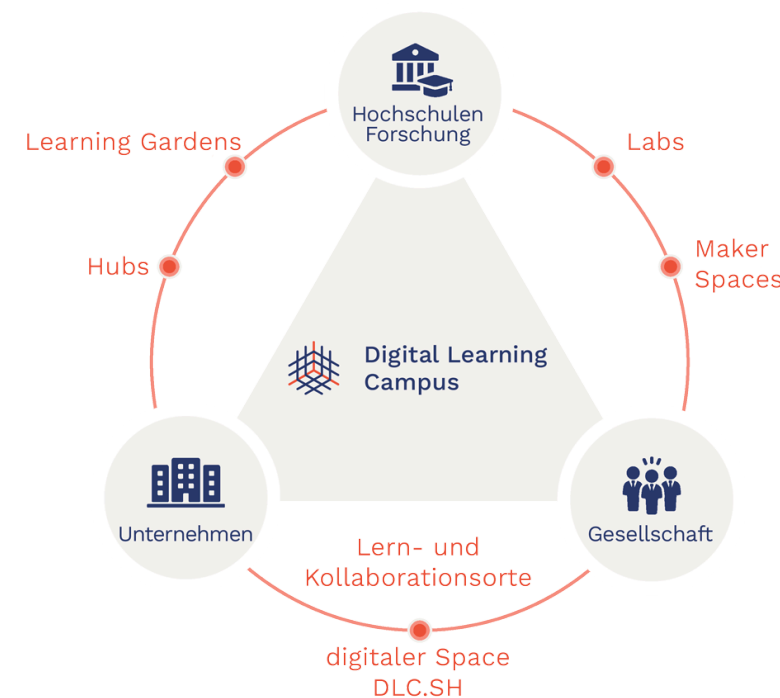 Hochschulen
Forschung
Learning Gardens
Labs
Hubs
Maker
Spaces
Digital Learning
Campus
Unternehmen
Gesellschaft
Lern- und
Kollaborationsorte
digitaler Space
DLC.SH